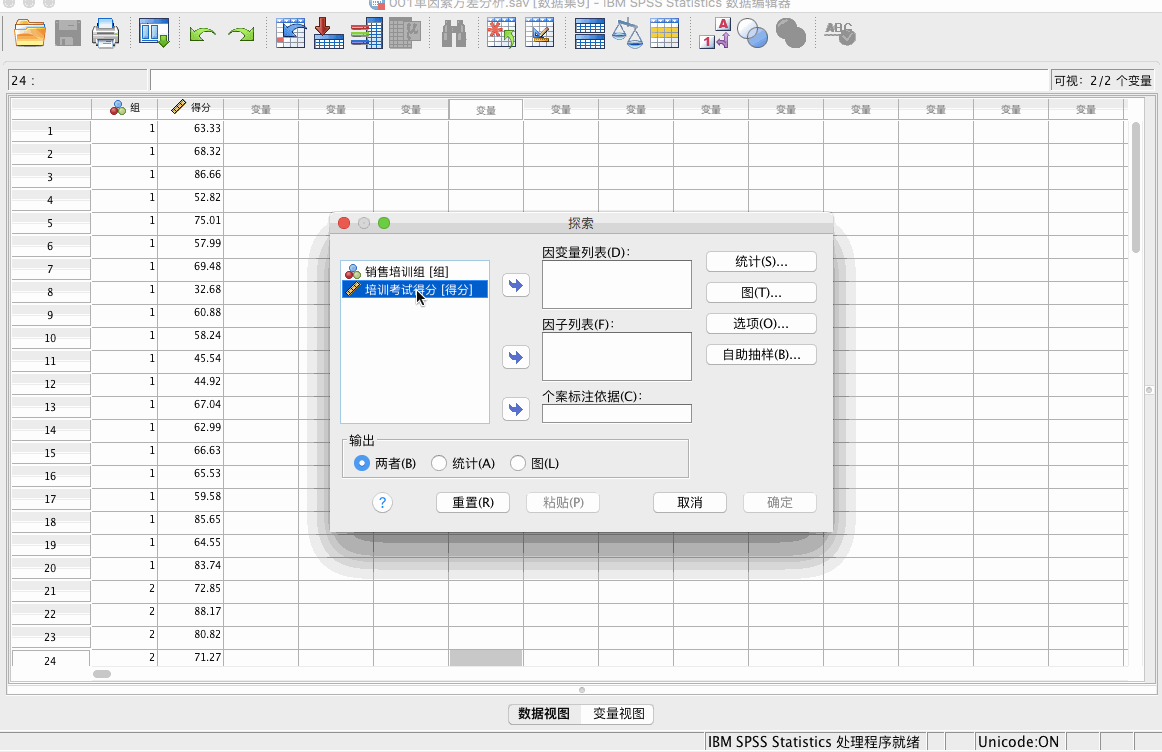 001单因素方差分析.sav [数据集9] - IBM SPSS Statistics 数据编辑器
A
1
ABC
24 :
可视: 2/2 个变量
组 得分 变量 变量 变量 变量 变量 变量 变量 变量 变量 变量 变量 变量
1 1 63.33
2 1 68.32
3 1 86.66
4 1 52.82
5 1 75.01
6 1 57.99
7 1 69.48
8 1 32.68
9 1 60.88
10 1 58.24
11 1 45.54
12 1 44.92
13 1 67.04
14 1 62.99
15 1 66.63
16 1 65.53
17 1 59.58
18 1 85.65
19 1 64.55
20 1 83.74
21 2 72.85
22 2 88.17
23 2 80.82
24 2 71.27
探索
销售培训组 [组]
培训考试得分 [得分]
因变量列表(D):
因子列表(F):
个案标注依据(C):
统计(S)...
图(T)...
选项(O)...
自助抽样(B)...
输出
两者(B) 统计(A) 图(L)
? 重置(R) 粘贴(P) 取消 确定
数据视图 变量视图
IBM SPSS Statistics 处理程序就绪 Unicode:ON